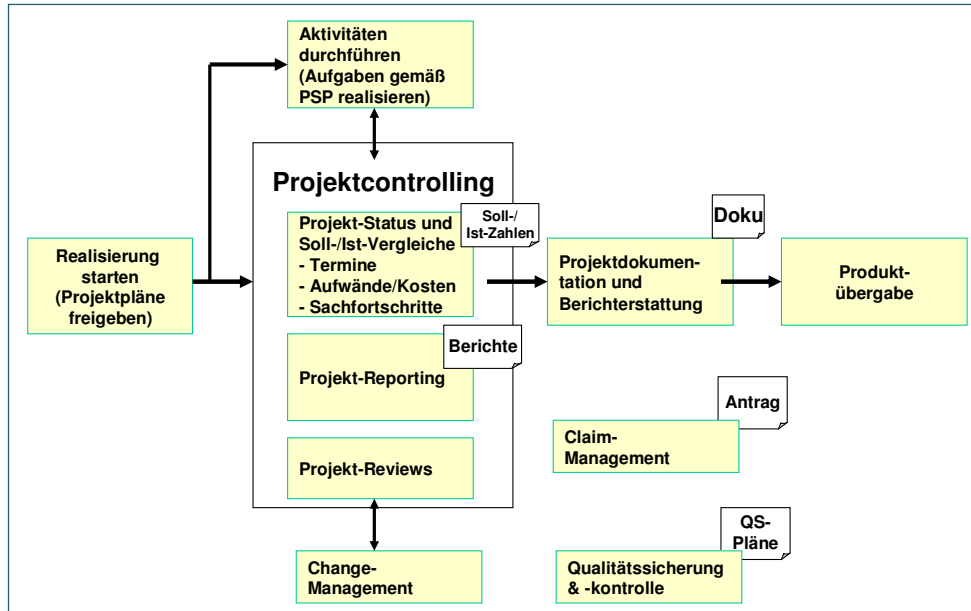 Aktivitäten
durchführen
(Aufgaben gemäß
PSP realisieren)
Projektcontrolling
Projekt-Status und
Soll-/Ist-Vergleiche
- Termine
- Aufwände/Kosten
- Sachfortschritte
Soll-/
Ist-Zahlen
Doku
Realisierung
starten
(Projektpläne
freigeben)
Projektdokumen-
tation und
Berichterstattung
Produkt-
übergabe
Berichte
Projekt-Reporting
Antrag
Claim-
Management
Projekt-Reviews
QS-
Pläne
Change-
Management
Qualitätssicherung
& -kontrolle